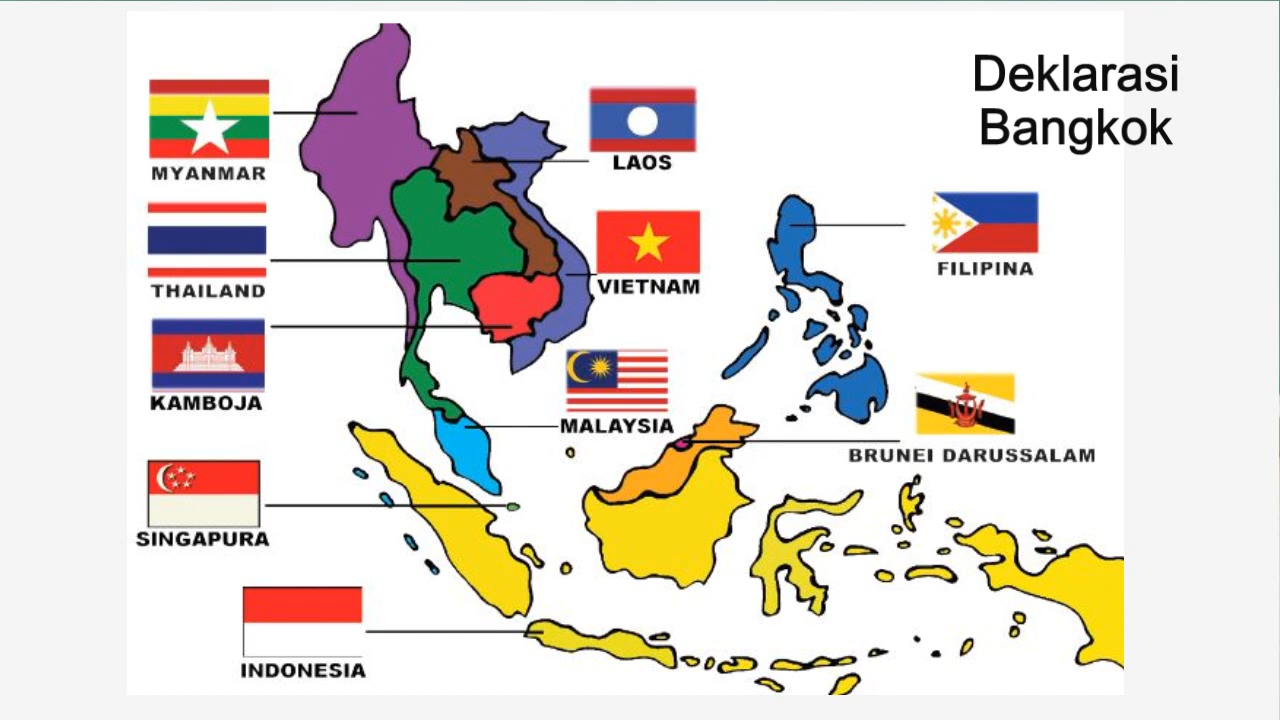 Deklarasi
Bangkok
MYANMAR
LAOS
THAILAND
VIETNAM
FILIPINA
KAMBOJA
MALAYSIA
BRUNEI DARUSSALAM
SINGAPURA
INDONESIA